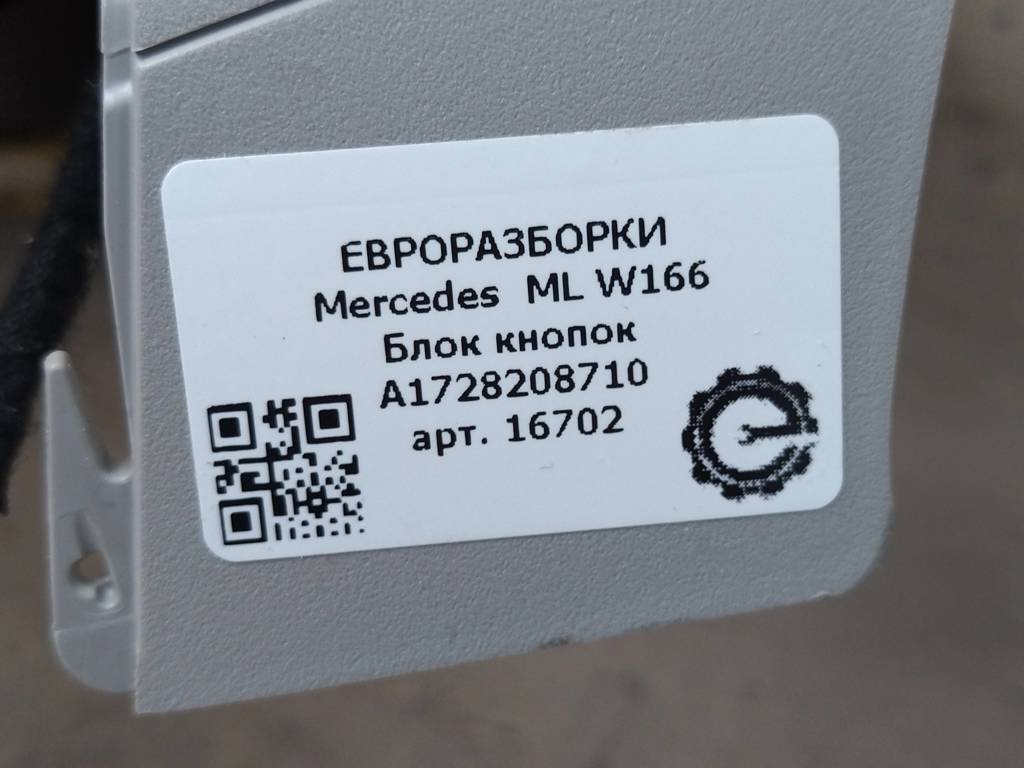 ЕВРОРАЗБОРКИ
Mercedes ML W166
Блок кнопок
A1728208710
арт. 16702